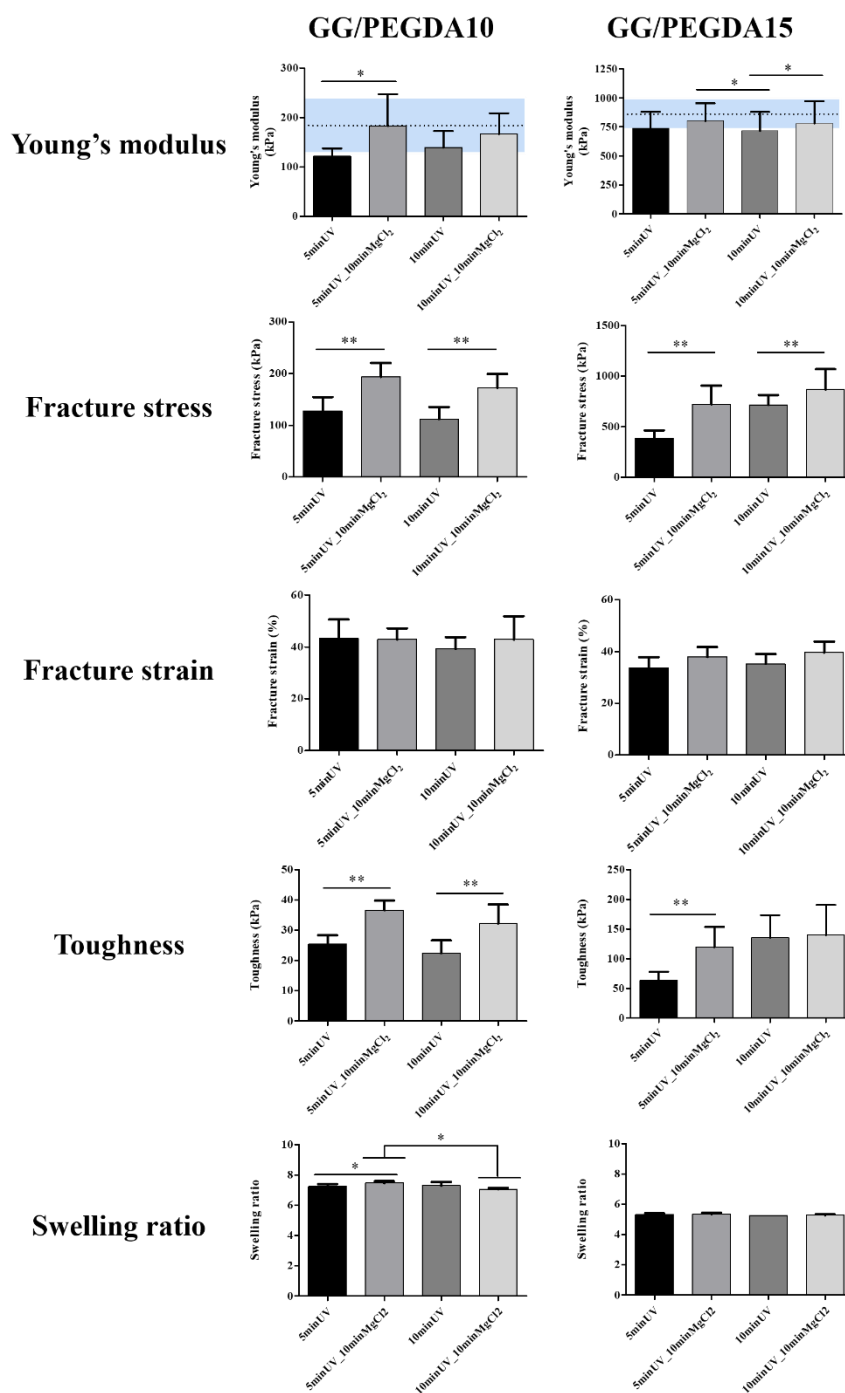 GG/PEGDA10
GG/PEGDA15
Young's modulus
Young's modulus
(kPa)
300
200
100
0
*
5minUV
5minUV_10minMgCl₂
10minUV
10minUV_10minMgCl₂
Young's modulus
(kPa)
1250
1000
750
500
250
0
*
*
5minUV
5minUV_10minMgCl₂
10minUV
10minUV_10minMgCl₂
Fracture stress
Fracture stress (kPa)
300
200
100
0
**
**
5minUV
5minUV_10minMgCl₂
10minUV
10minUV_10minMgCl₂
Fracture stress (kPa)
1500
1000
500
0
**
**
5minUV
5minUV_10minMgCl₂
10minUV
10minUV_10minMgCl₂
Fracture strain
Fracture strain (%)
60
40
20
0
5minUV
5minUV_10minMgCl₂
10minUV
10minUV_10minMgCl₂
Fracture strain (%)
60
40
20
0
5minUV
5minUV_10minMgCl₂
10minUV
10minUV_10minMgCl₂
Toughness
Toughness (kPa)
50
40
30
20
10
0
**
**
5minUV
5minUV_10minMgCl₂
10minUV
10minUV_10minMgCl₂
Toughness (kPa)
250
200
150
100
50
0
**
5minUV
5minUV_10minMgCl₂
10minUV
10minUV_10minMgCl₂
Swelling ratio
Swelling ratio
10
8
6
4
2
0
*
*
5minUV
5minUV_10minMgCl2
10minUV
10minUV_10minMgCl2
Swelling ratio
10
8
6
4
2
0
5minUV
5minUV_10minMgCl2
10minUV
10minUV_10minMgCl2